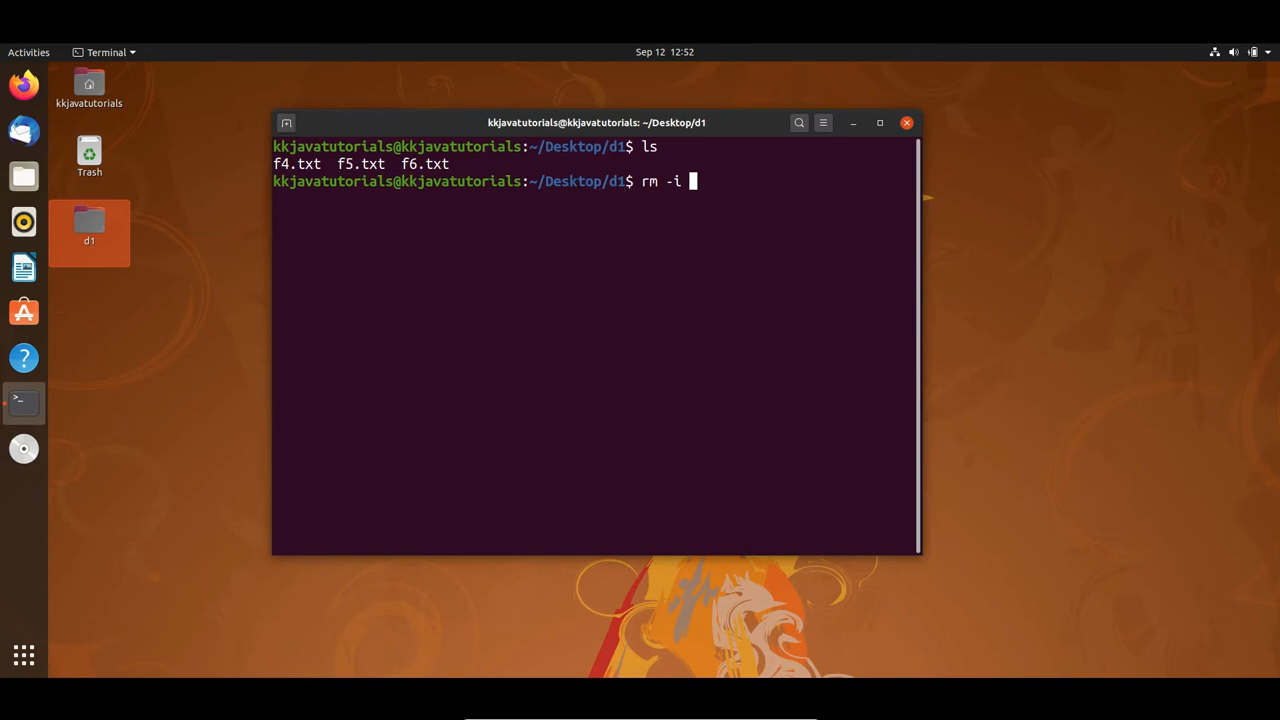 Activities
Terminal
Sep 12 12:52
kkjavatutorials
Trash
d1
kkjavatutorials@kkjavatutorials: ~/Desktop/d1
kkjavatutorials@kkjavatutorials:~/Desktop/d1$ ls
f4.txt  f5.txt  f6.txt
kkjavatutorials@kkjavatutorials:~/Desktop/d1$ rm -i